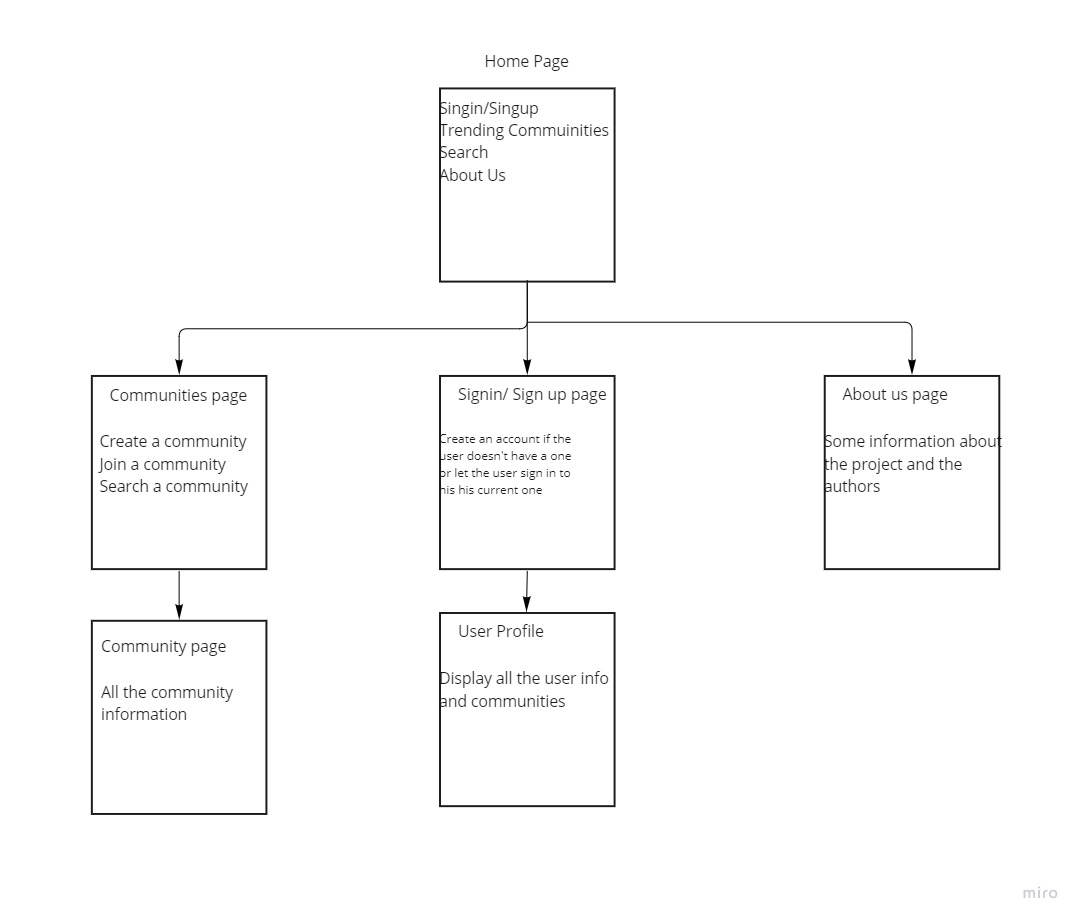 Home Page
Singin/Singup
Trending Commuinities
Search
About Us
Communities page
Create a community
Join a community
Search a community
Signin/ Sign up page
Create an account if the
user doesn't have a one
or let the user sign in to
his his current one
About us page
Some information about
the project and the
authors
Community page
All the community
information
User Profile
Display all the user info
and communities
miro